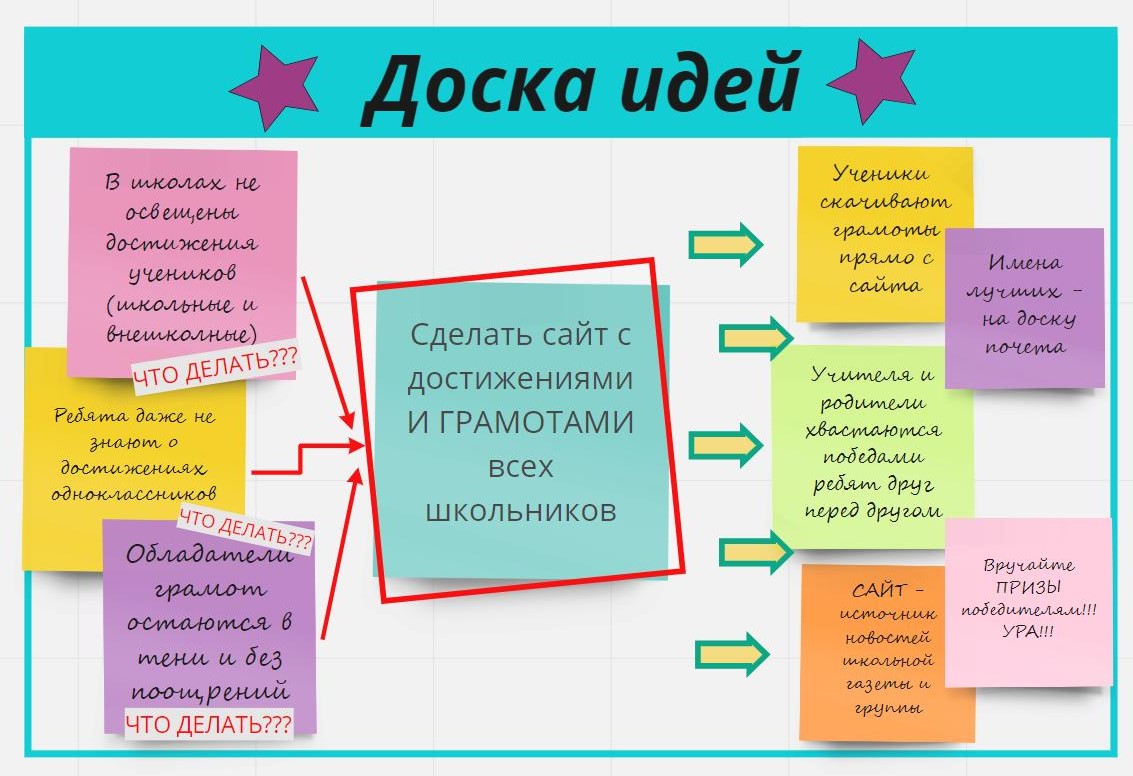 Доска идей
В школах не
освещены
достижения
учеников
(школьные и
внешколные)
ЧТО ДЕЛАТЬ???
Ребята даже не
знают о
достижениях
одноклассников
ЧТО ДЕЛАТЬ???
Обладатели
грамот
остаются в
тени и без
поощрений
ЧТО ДЕЛАТЬ???
Сделать сайт с
достижениями
И ГРАМОТАМИ
всех
школьников
Ученики
скачивают
грамоты
прямо с
сайта
Имена
лучших -
на доску
почета
Учителя и
родители
хвастаются
победами
ребят друг
перед другом
Вручайте
ПРИЗЫ
победителям!!!
УРА!!!
САЙТ -
источник
новостей
школьной
газеты и
группы